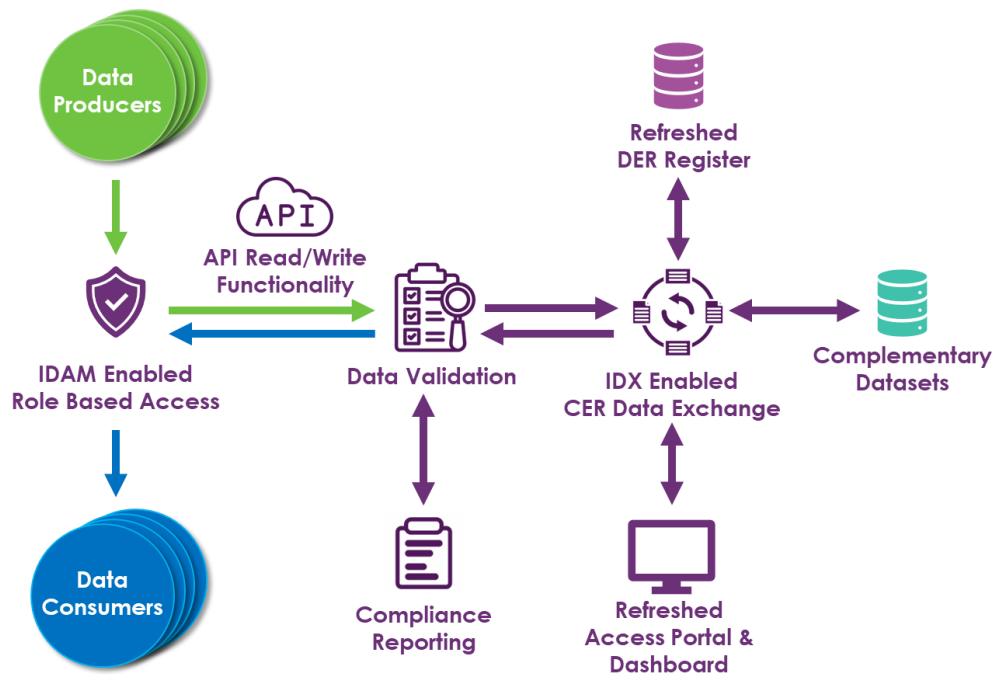 Data
Producers
API
API Read/Write
Functionality
IDAM Enabled
Role Based Access
Data
Consumers
Data Validation
Compliance
Reporting
Refreshed
DER Register
IDX Enabled
CER Data Exchange
Complementary
Datasets
Refreshed
Access Portal &
Dashboard